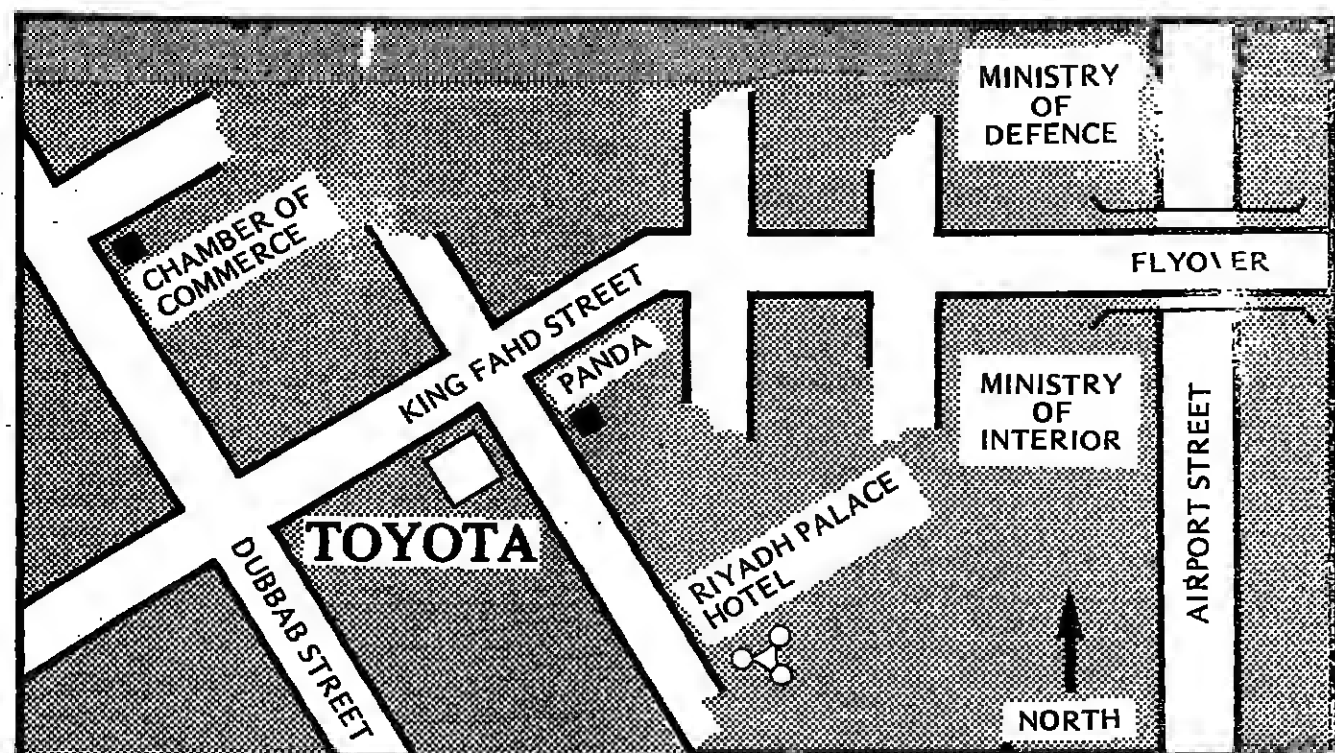 MINISTRY
OF
DEFENCE
CHAMBER OF
COMMERCE
FLYOVER
KING FAHD STREET
PANDA
MINISTRY
OF
INTERIOR
AIRPORT STREET
TOYOTA
DUBBAB STREET
RIYADH PALACE
HOTEL
NORTH